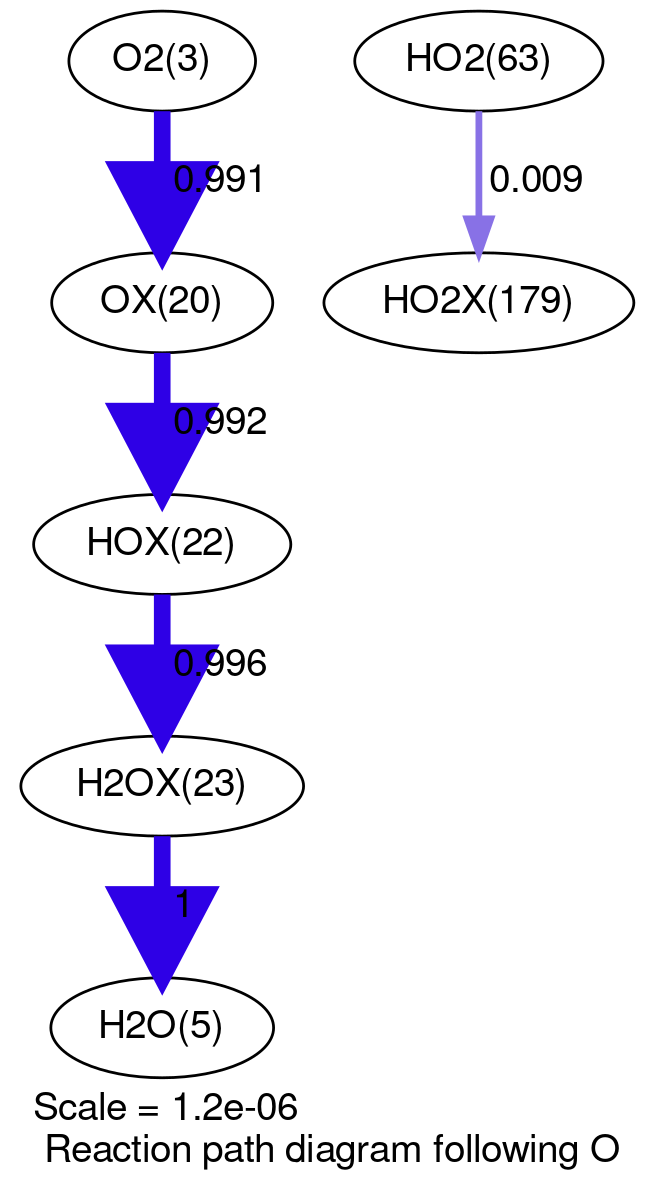 O2(3)
HO2(63)
0.991
0.009
OX(20)
HO2X(179)
0.992
HOX(22)
0.996
H2OX(23)
1
H2O(5)
Scale = 1.2e-06
Reaction path diagram following O